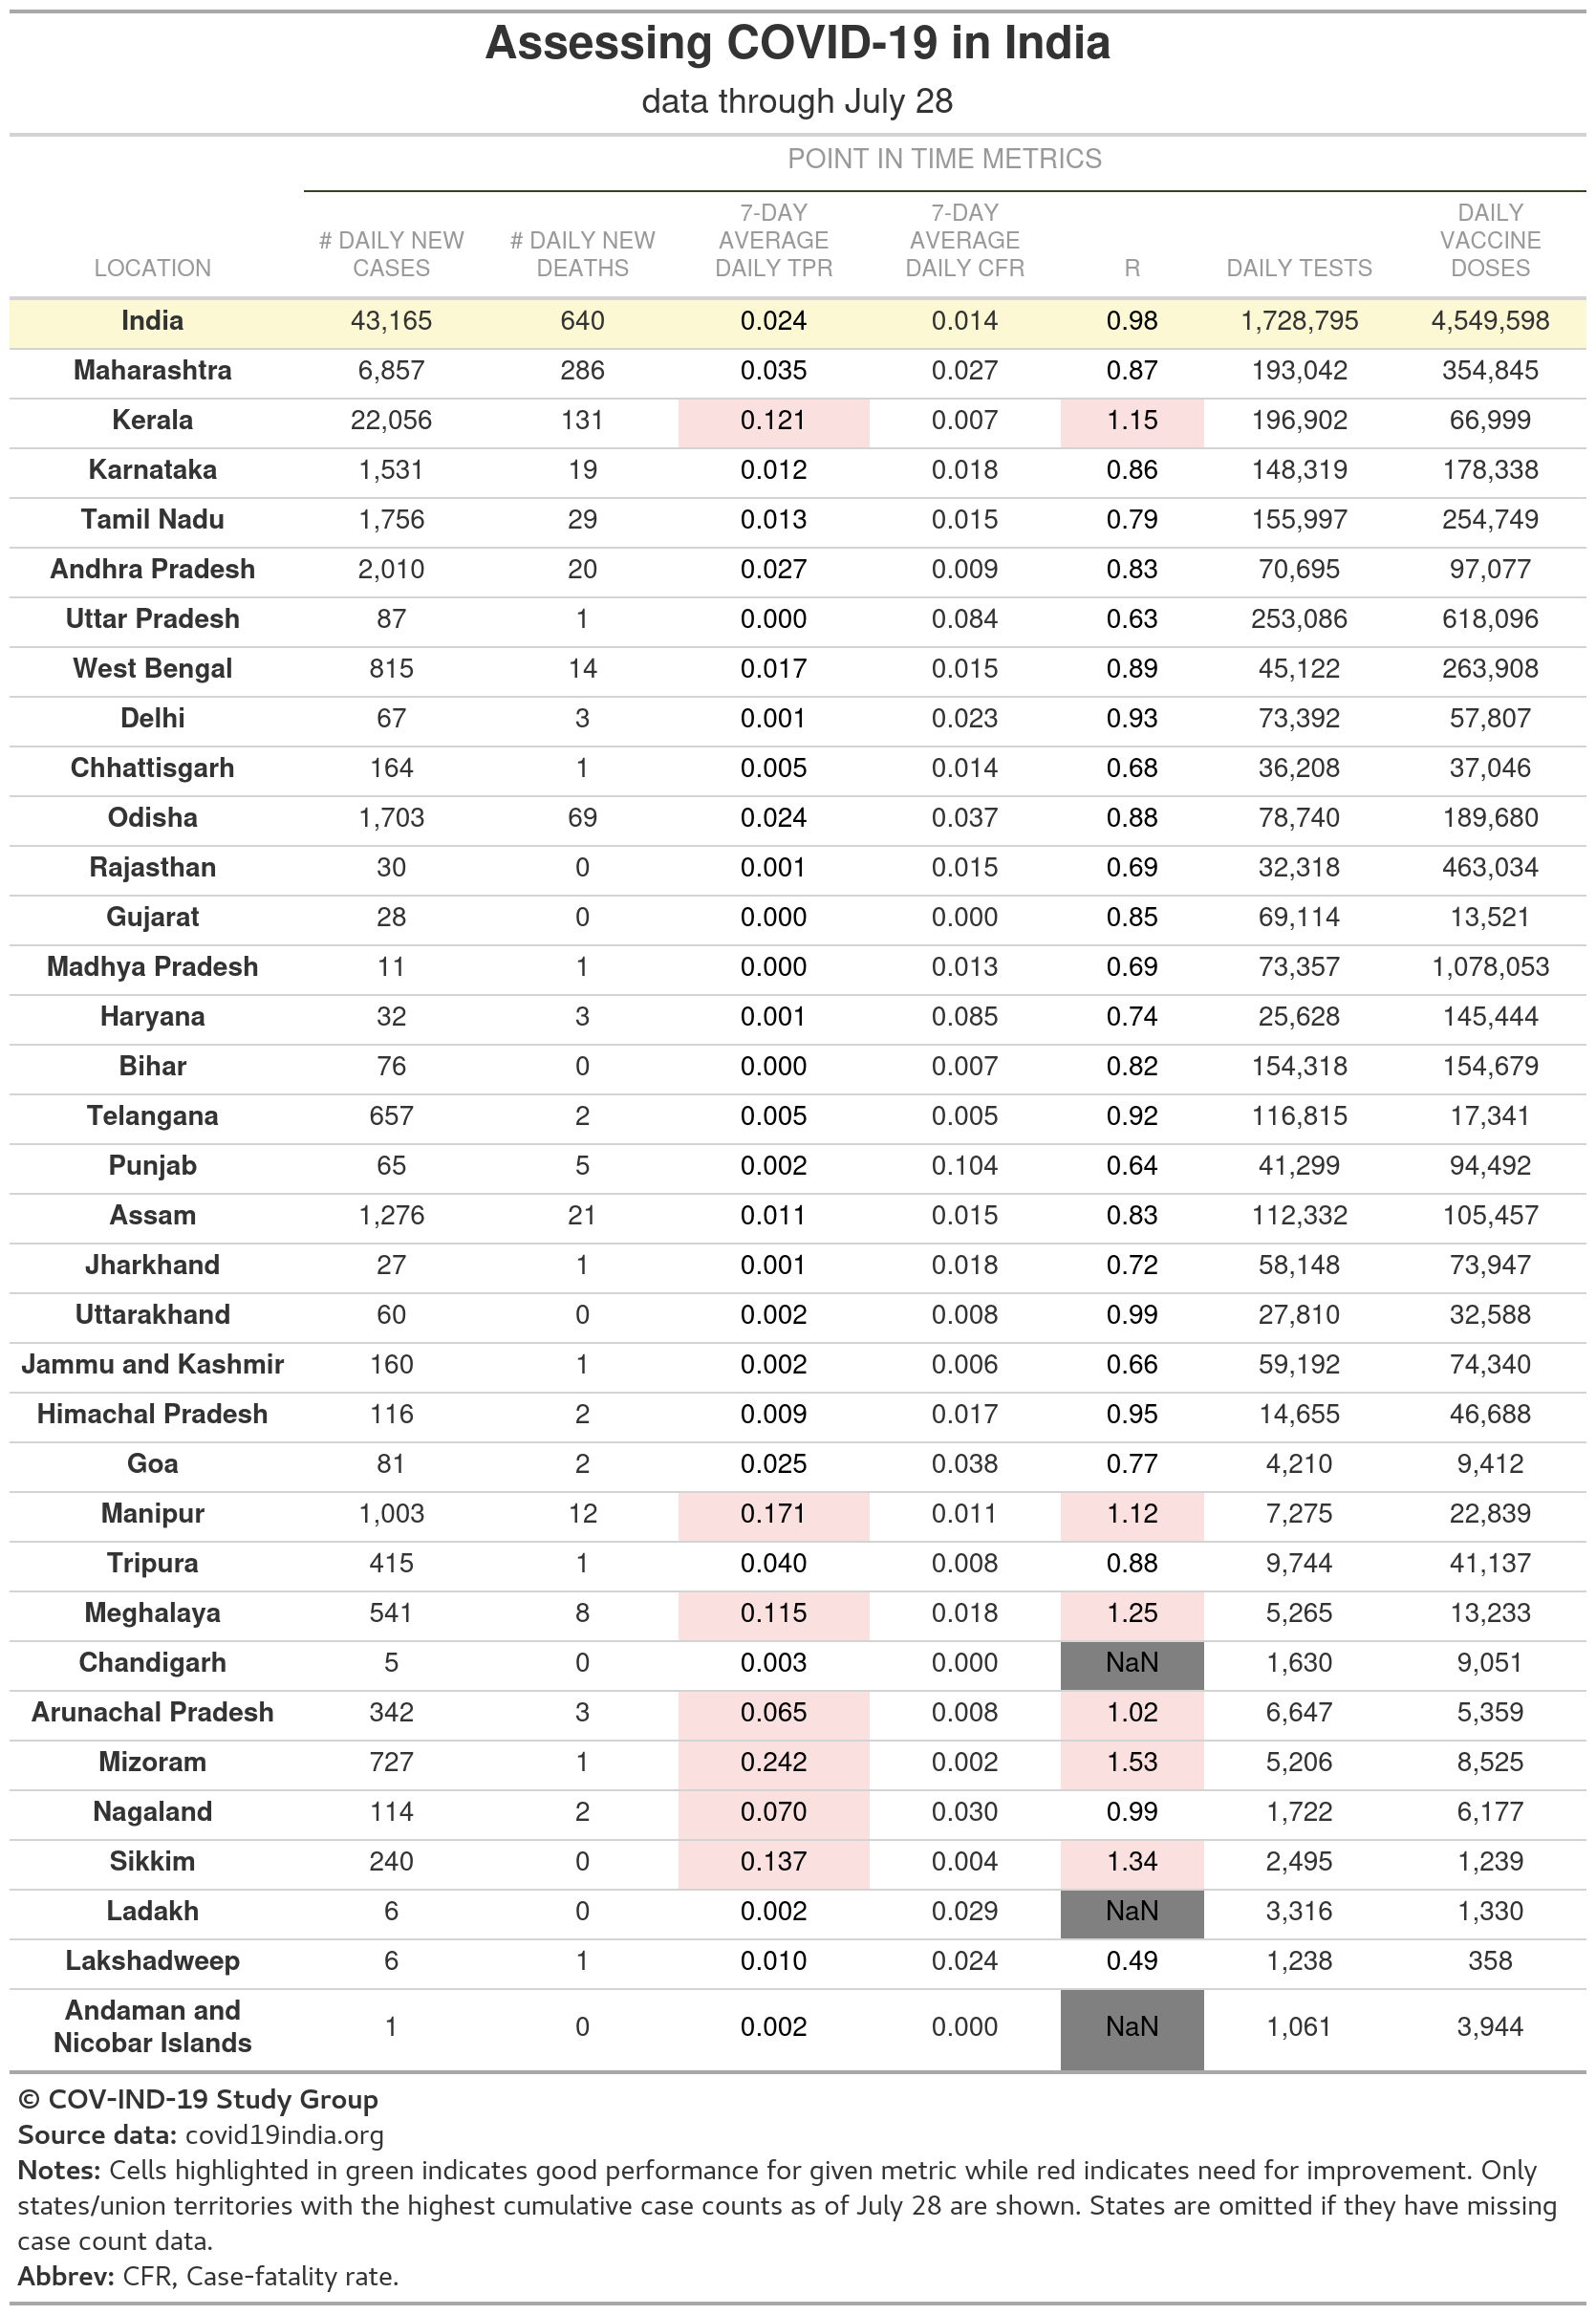 Assessing COVID-19 in India
data through July 28
POINT IN TIME METRICS
LOCATION # DAILY NEW CASES # DAILY NEW DEATHS 7-DAY AVERAGE DAILY TPR 7-DAY AVERAGE DAILY CFR R DAILY TESTS DAILY VACCINE DOSES
India 43,165 640 0.024 0.014 0.98 1,728,795 4,549,598
Maharashtra 6,857 286 0.035 0.027 0.87 193,042 354,845
Kerala 22,056 131 0.121 0.007 1.15 196,902 66,999
Karnataka 1,531 19 0.012 0.018 0.86 148,319 178,338
Tamil Nadu 1,756 29 0.013 0.015 0.79 155,997 254,749
Andhra Pradesh 2,010 20 0.027 0.009 0.83 70,695 97,077
Uttar Pradesh 87 1 0.000 0.084 0.63 253,086 618,096
West Bengal 815 14 0.017 0.015 0.89 45,122 263,908
Delhi 67 3 0.001 0.023 0.93 73,392 57,807
Chhattisgarh 164 1 0.005 0.014 0.68 36,208 37,046
Odisha 1,703 69 0.024 0.037 0.88 78,740 189,680
Rajasthan 30 0 0.001 0.015 0.69 32,318 463,034
Gujarat 28 0 0.000 0.000 0.85 69,114 13,521
Madhya Pradesh 11 1 0.000 0.013 0.69 73,357 1,078,053
Haryana 32 3 0.001 0.085 0.74 25,628 145,444
Bihar 76 0 0.000 0.007 0.82 154,318 154,679
Telangana 657 2 0.005 0.005 0.92 116,815 17,341
Punjab 65 5 0.002 0.104 0.64 41,299 94,492
Assam 1,276 21 0.011 0.015 0.83 112,332 105,457
Jharkhand 27 1 0.001 0.018 0.72 58,148 73,947
Uttarakhand 60 0 0.002 0.008 0.99 27,810 32,588
Jammu and Kashmir 160 1 0.002 0.006 0.66 59,192 74,340
Himachal Pradesh 116 2 0.009 0.017 0.95 14,655 46,688
Goa 81 2 0.025 0.038 0.77 4,210 9,412
Manipur 1,003 12 0.171 0.011 1.12 7,275 22,839
Tripura 415 1 0.040 0.008 0.88 9,744 41,137
Meghalaya 541 8 0.115 0.018 1.25 5,265 13,233
Chandigarh 5 0 0.003 0.000 NaN 1,630 9,051
Arunachal Pradesh 342 3 0.065 0.008 1.02 6,647 5,359
Mizoram 727 1 0.242 0.002 1.53 5,206 8,525
Nagaland 114 2 0.070 0.030 0.99 1,722 6,177
Sikkim 240 0 0.137 0.004 1.34 2,495 1,239
Ladakh 6 0 0.002 0.029 NaN 3,316 1,330
Lakshadweep 6 1 0.010 0.024 0.49 1,238 358
Andaman and Nicobar Islands 1 0 0.002 0.000 NaN 1,061 3,944
© COV-IND-19 Study Group
Source data: covid19india.org
Notes: Cells highlighted in green indicates good performance for given metric while red indicates need for improvement. Only
states/union territories with the highest cumulative case counts as of July 28 are shown. States are omitted if they have missing
case count data.
Abbrev: CFR, Case-fatality rate.